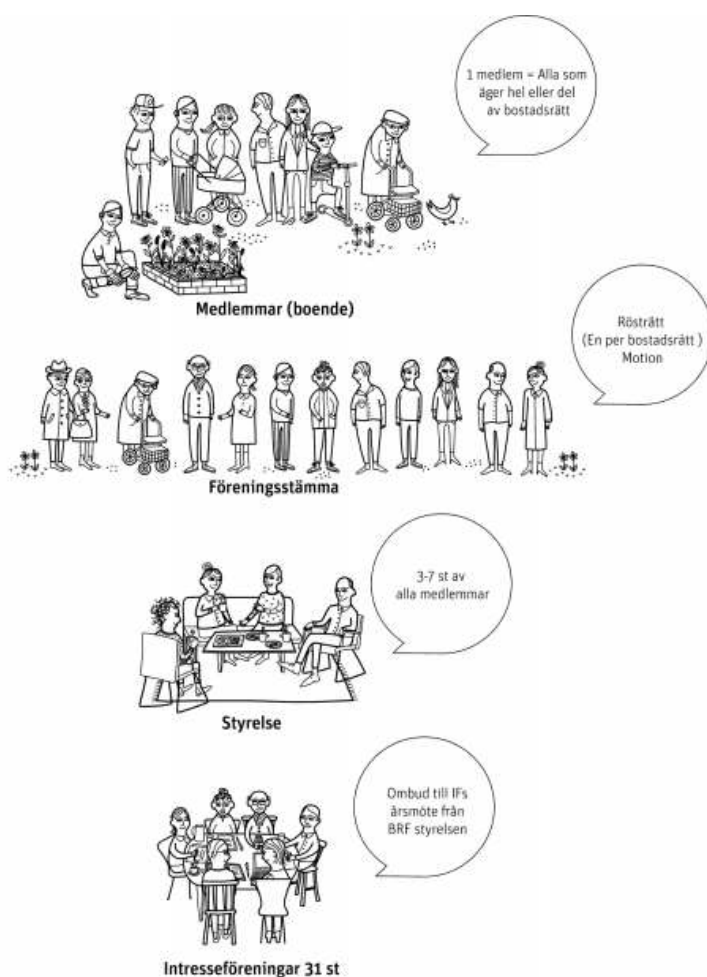 1 medlem = Alla som
äger hel eller del
av bostadsrätt
Medlemmar (boende)
Rösträtt
(En per bostadsrätt )
Motion
Föreningsstämma
3-7 st av
alla medlemmar
Styrelse
Ombud till IFs
årsmöte från
BRF styrelsen
Intresseföreningar 31 st